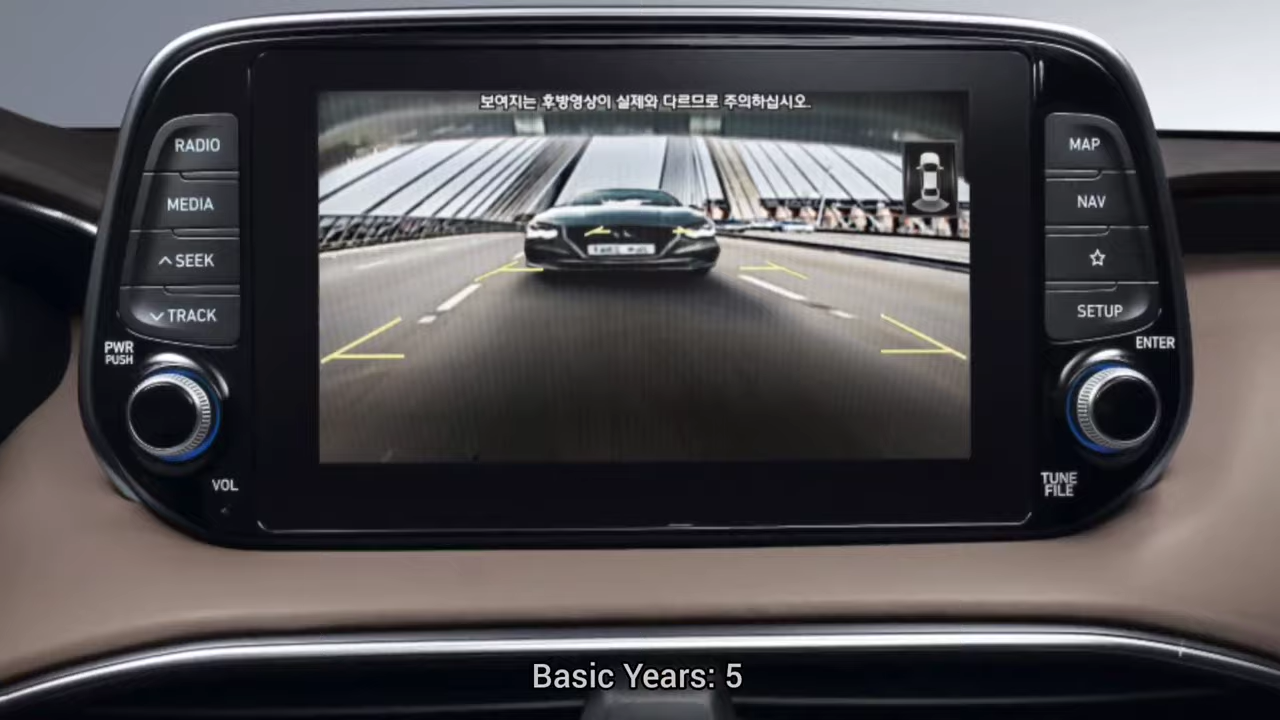 보여지는 후방영상이 실제와 다르므로 주의하십시오.
RADIO
MEDIA
SEEK
TRACK
PWR
PUSH
VOL
MAP
NAV
SETUP
ENTER
TUNE
FILE
Basic Years: 5